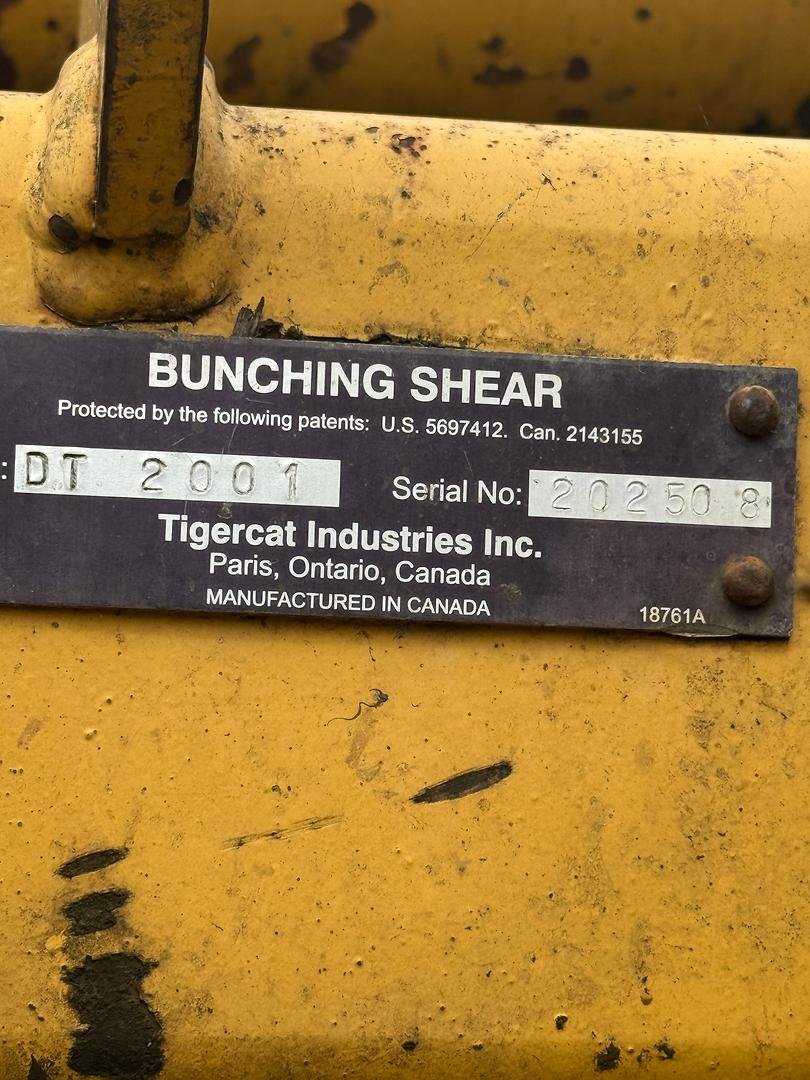 BUNCHING SHEAR
Protected by the following patents: U.S. 5697412. Can. 2143155
: DT 2001 Serial No: 202508
Tigercat Industries Inc.
Paris, Ontario, Canada
MANUFACTURED IN CANADA 18761A